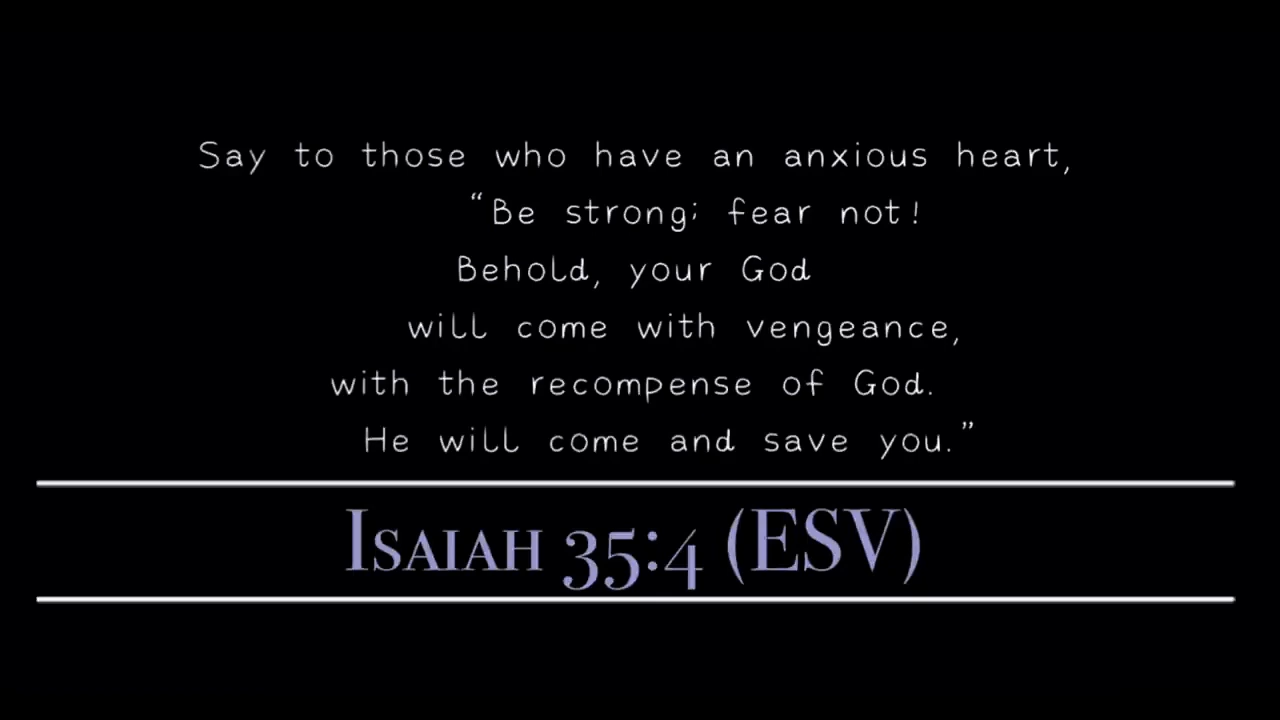 Say to those who have an anxious heart,
“Be strong; fear not!
Behold, your God
will come with vengeance,
with the recompense of God.
He will come and save you.”
Isaiah 35:4 (ESV)